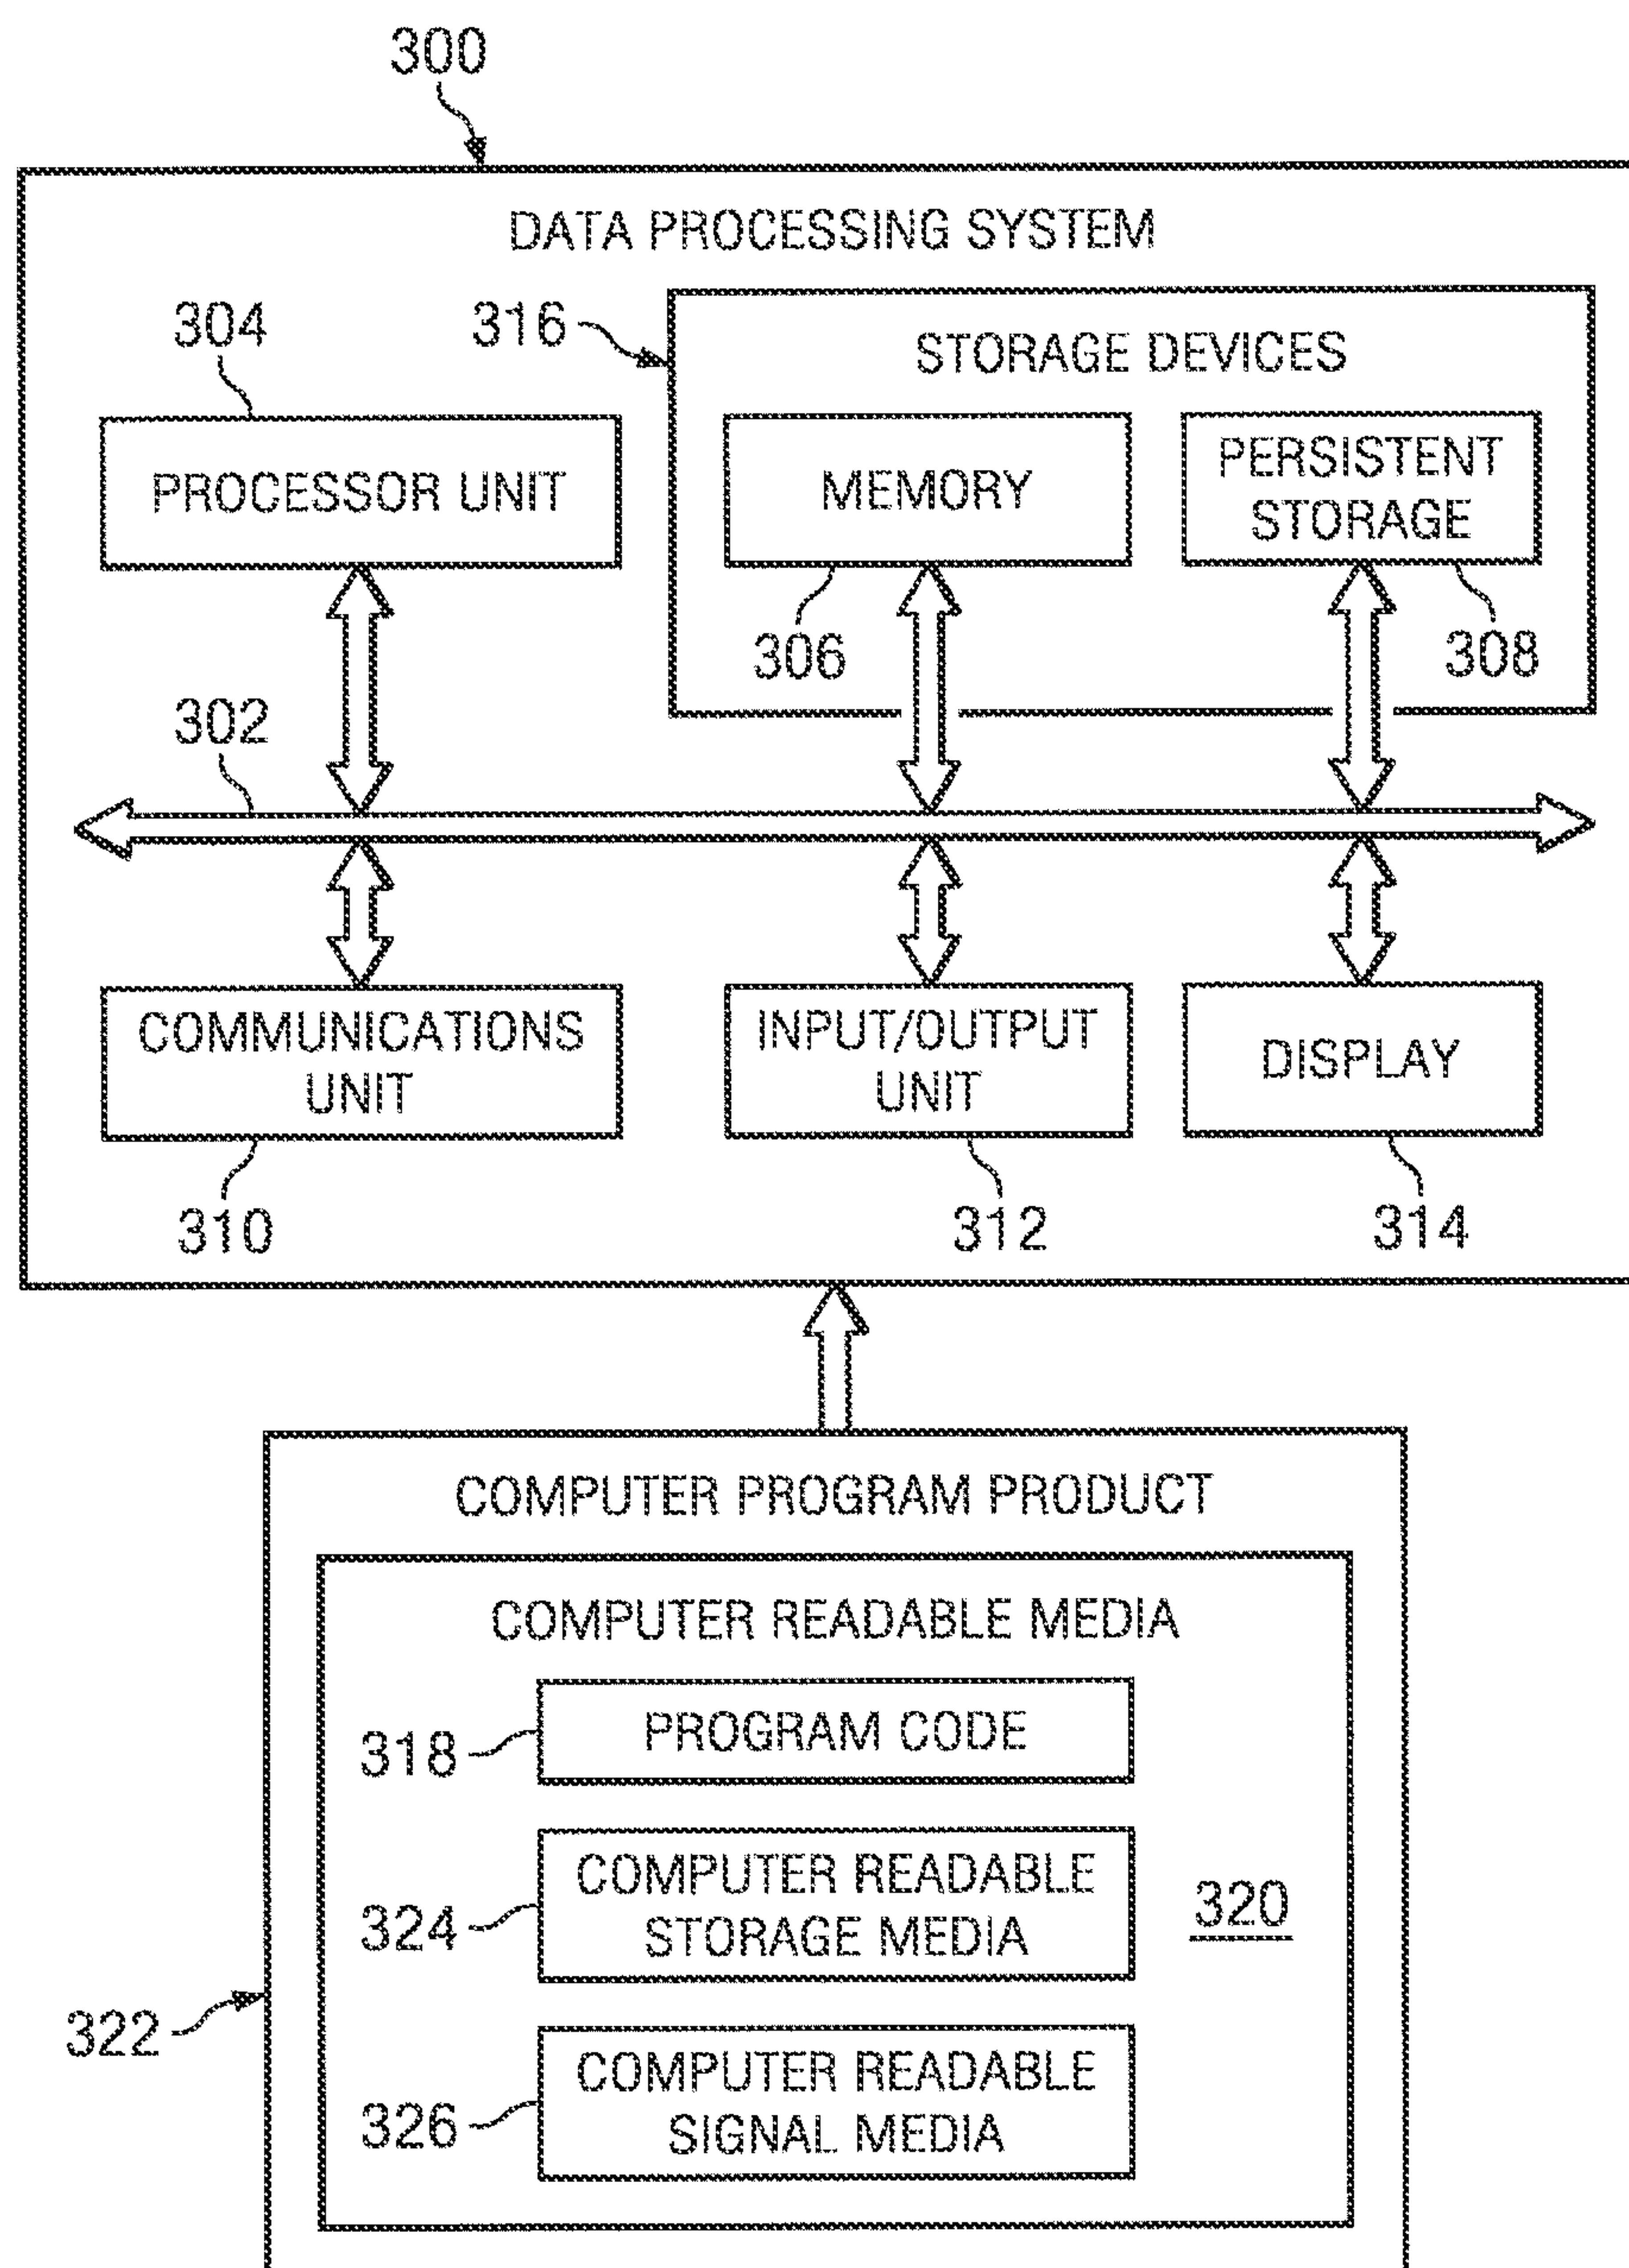 300
DATA PROCESSING SYSTEM
304
316
STORAGE DEVICES
PROCESSOR UNIT
MEMORY
PERSISTENT
STORAGE
306
308
302
COMMUNICATIONS
UNIT
INPUT/OUTPUT
UNIT
DISPLAY
310
312
314
COMPUTER PROGRAM PRODUCT
COMPUTER READABLE MEDIA
318
PROGRAM CODE
324
COMPUTER READABLE
STORAGE MEDIA
320
322
326
COMPUTER READABLE
SIGNAL MEDIA